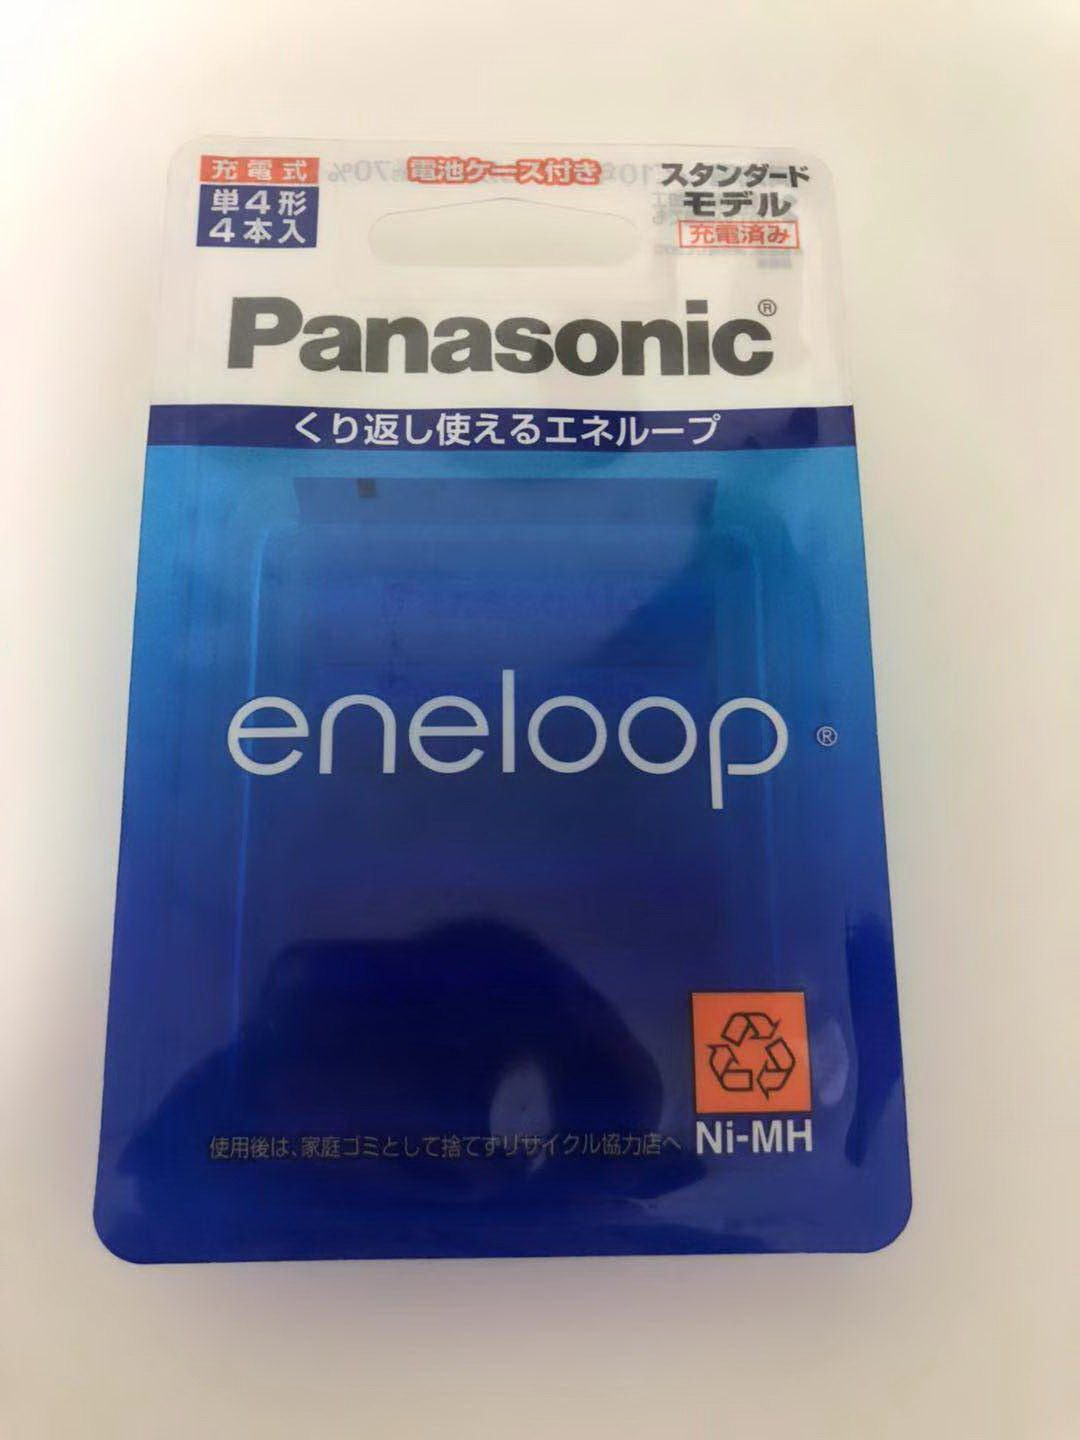 充電式
単4形
4本入
電池ケース付き
スタンダード
モデル
充電済み
Panasonic®
くり返し使えるエネループ
eneloop®
使用後は、家庭ゴミとして捨てずリサイクル協力店へ
Ni-MH